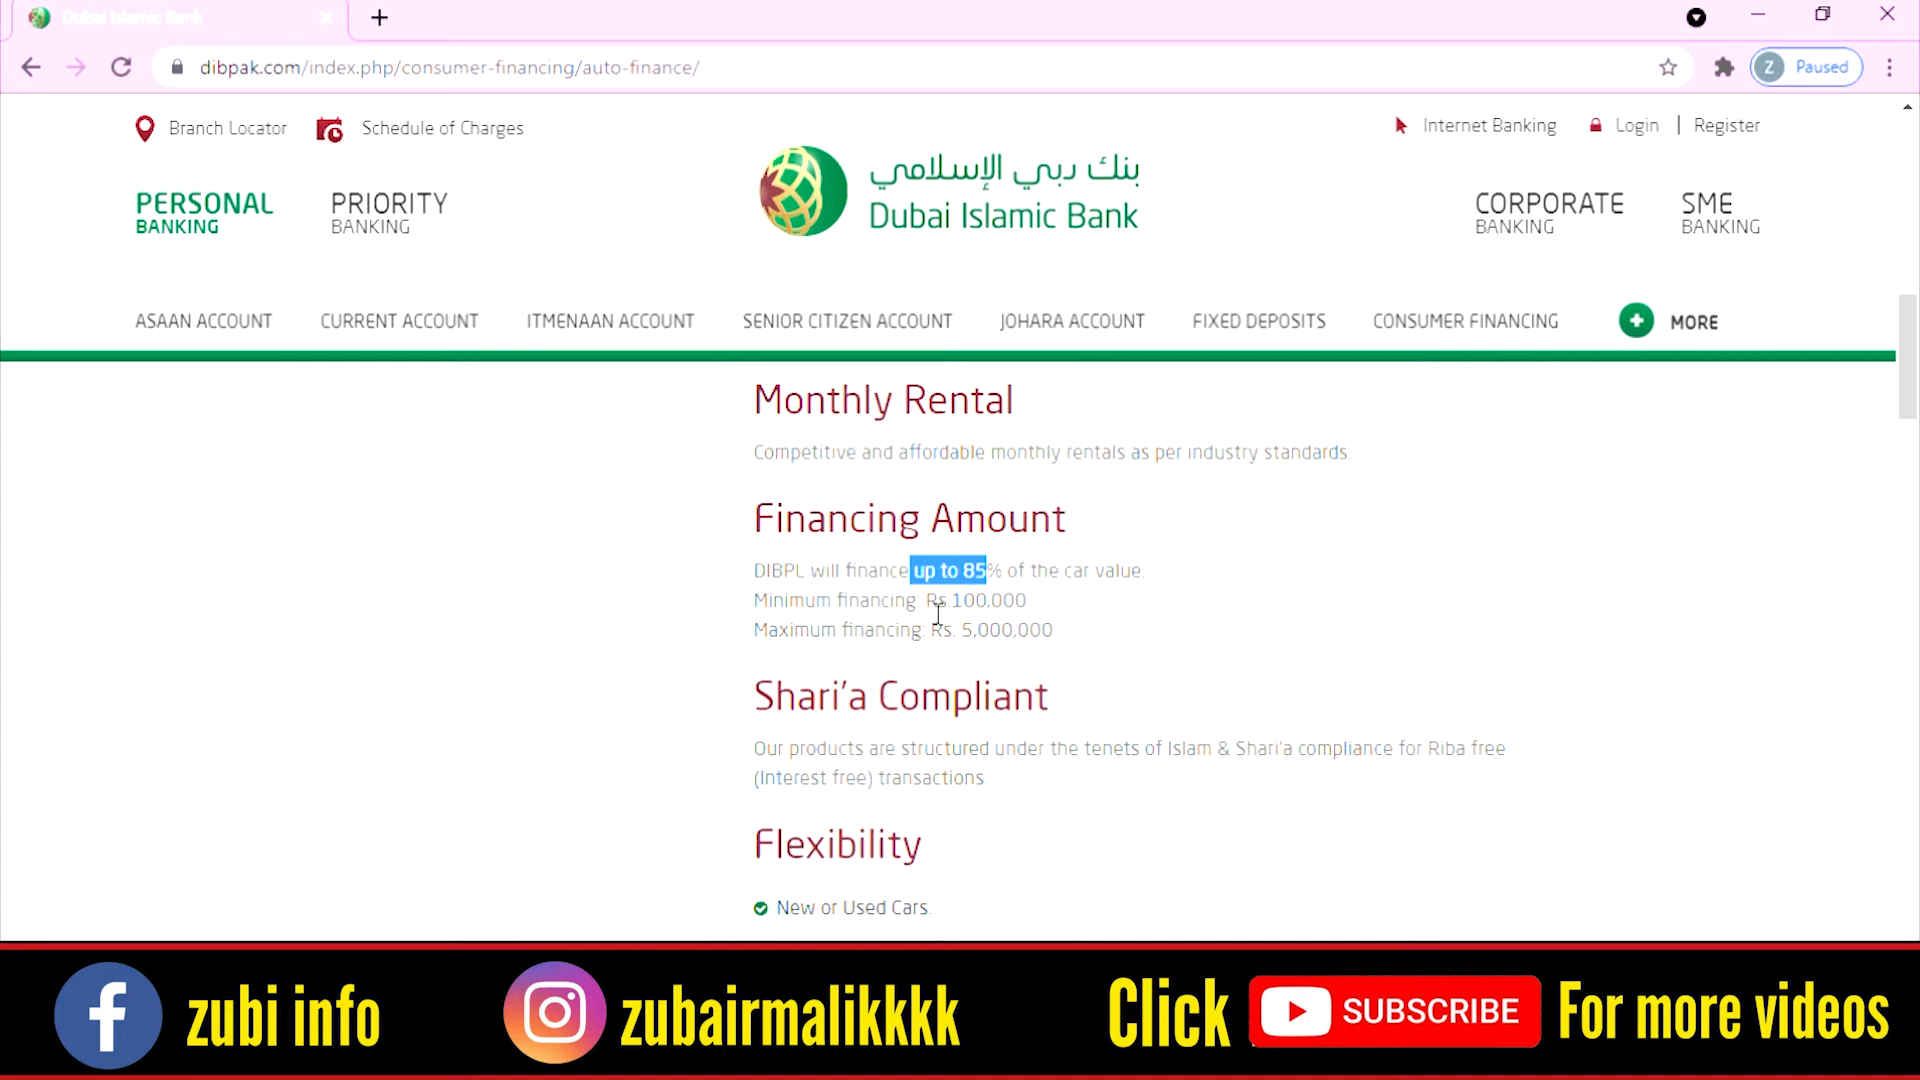 Dubai Islamic Bank
dibpak.com/index.php/consumer-financing/auto-finance/
Z Paused
Branch Locator
Schedule of Charges
Internet Banking
Login | Register
PERSONAL
BANKING
PRIORITY
BANKING
بنك دبي الإسلامي
Dubai Islamic Bank
CORPORATE
BANKING
SME
BANKING
ASAAN ACCOUNT
CURRENT ACCOUNT
ITMENAAN ACCOUNT
SENIOR CITIZEN ACCOUNT
JOHARA ACCOUNT
FIXED DEPOSITS
CONSUMER FINANCING
MORE
Monthly Rental
Competitive and affordable monthly rentals as per industry standards.
Financing Amount
DIBPL will finance up to 85% of the car value.
Minimum financing: Rs.100,000
Maximum financing: Rs. 5,000,000
Shari'a Compliant
Our products are structured under the tenets of Islam & Shari'a compliance for Riba free
(Interest free) transactions.
Flexibility
New or Used Cars.
zubi info
zubairmalikkkk
Click
SUBSCRIBE
For more videos